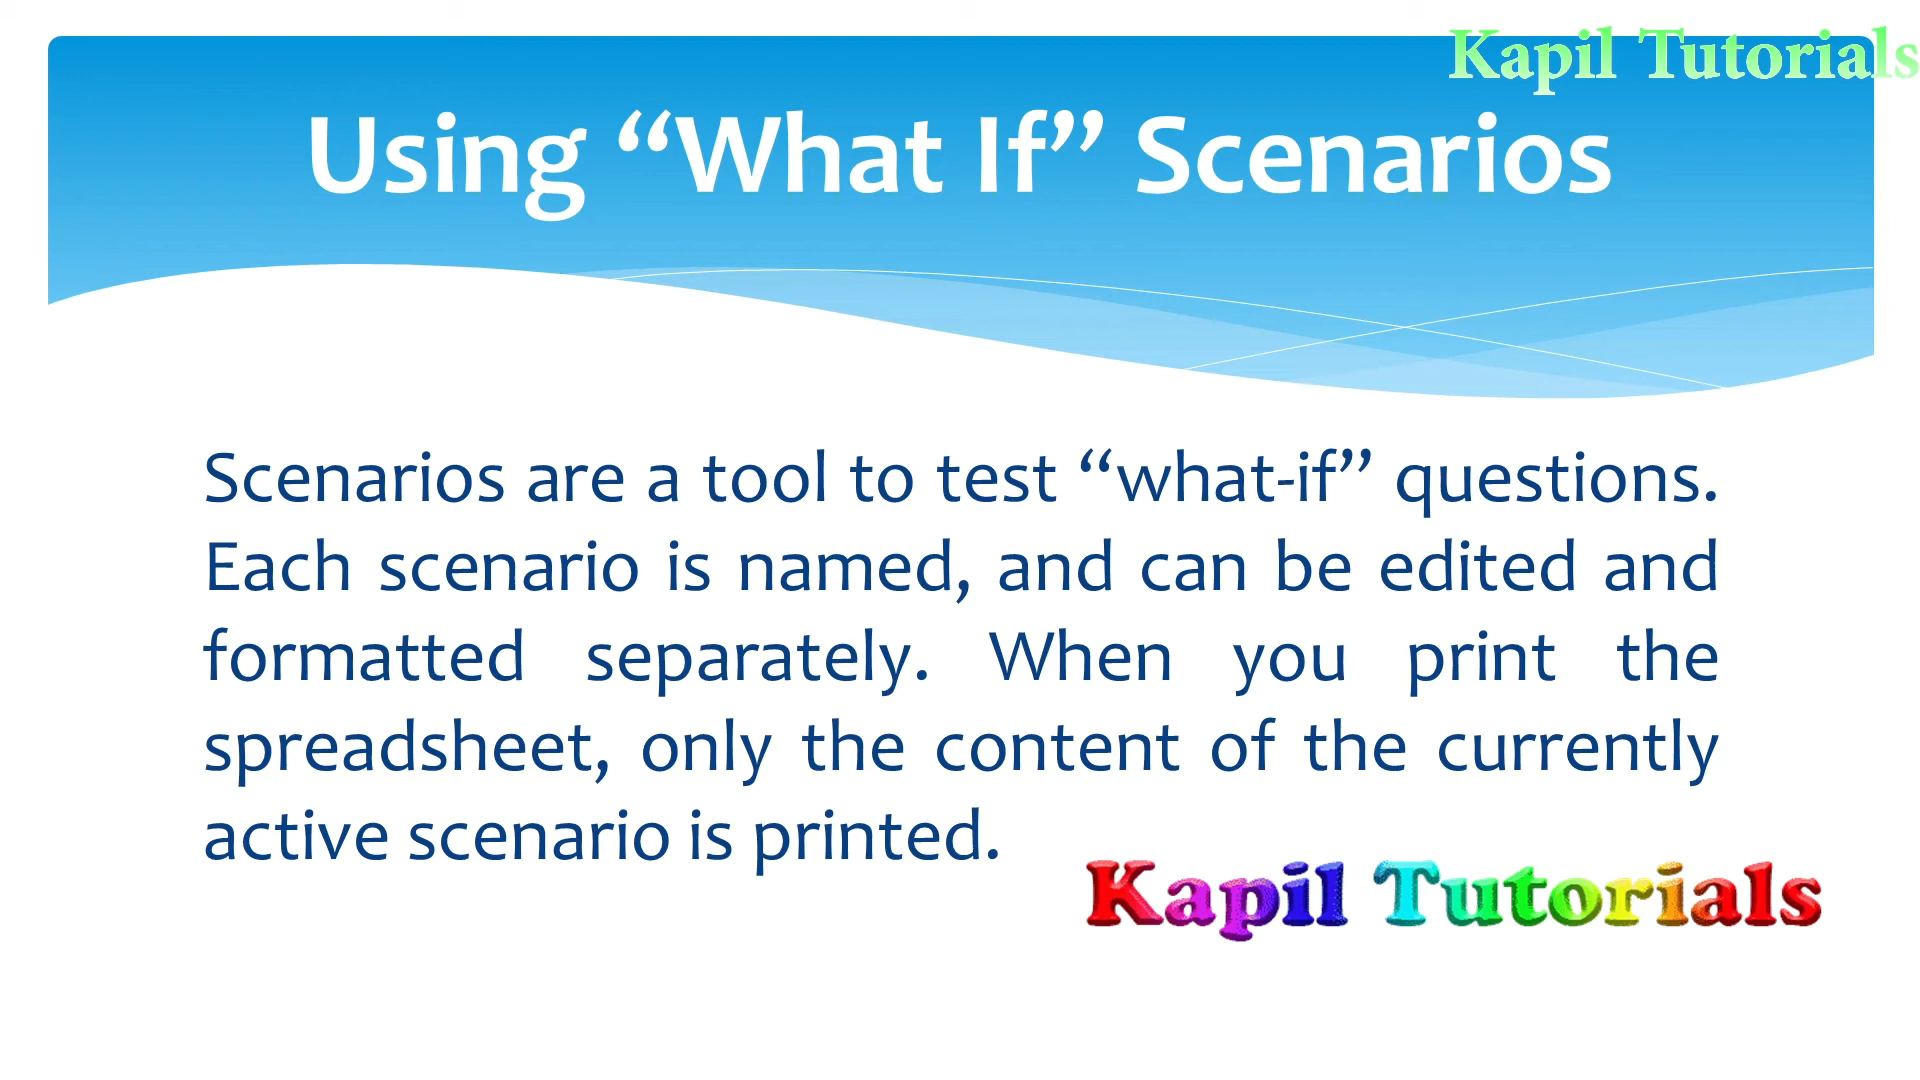 Kapil Tutorials
Using “What If” Scenarios
Scenarios are a tool to test “what-if” questions.
Each scenario is named, and can be edited and
formatted separately. When you print the
spreadsheet, only the content of the currently
active scenario is printed.
Kapil Tutorials